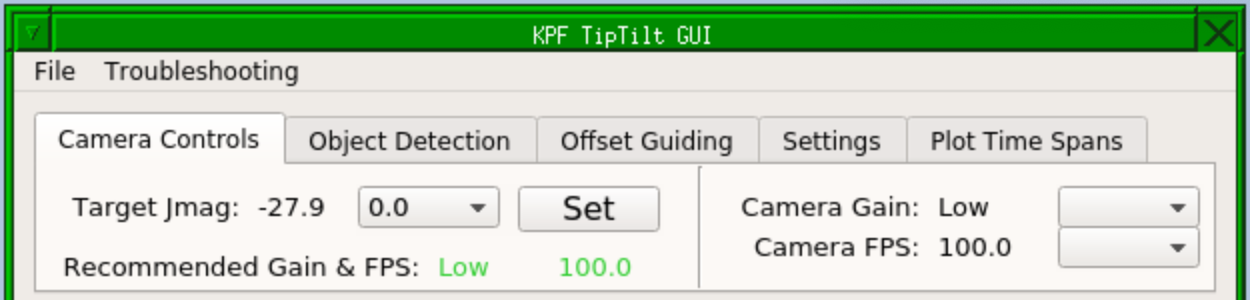 KPF TipTilt GUI
File Troubleshooting
Camera Controls Object Detection Offset Guiding Settings Plot Time Spans
Target Jmag: -27.9 0.0 Set Camera Gain: Low
Camera FPS: 100.0
Recommended Gain & FPS: Low 100.0